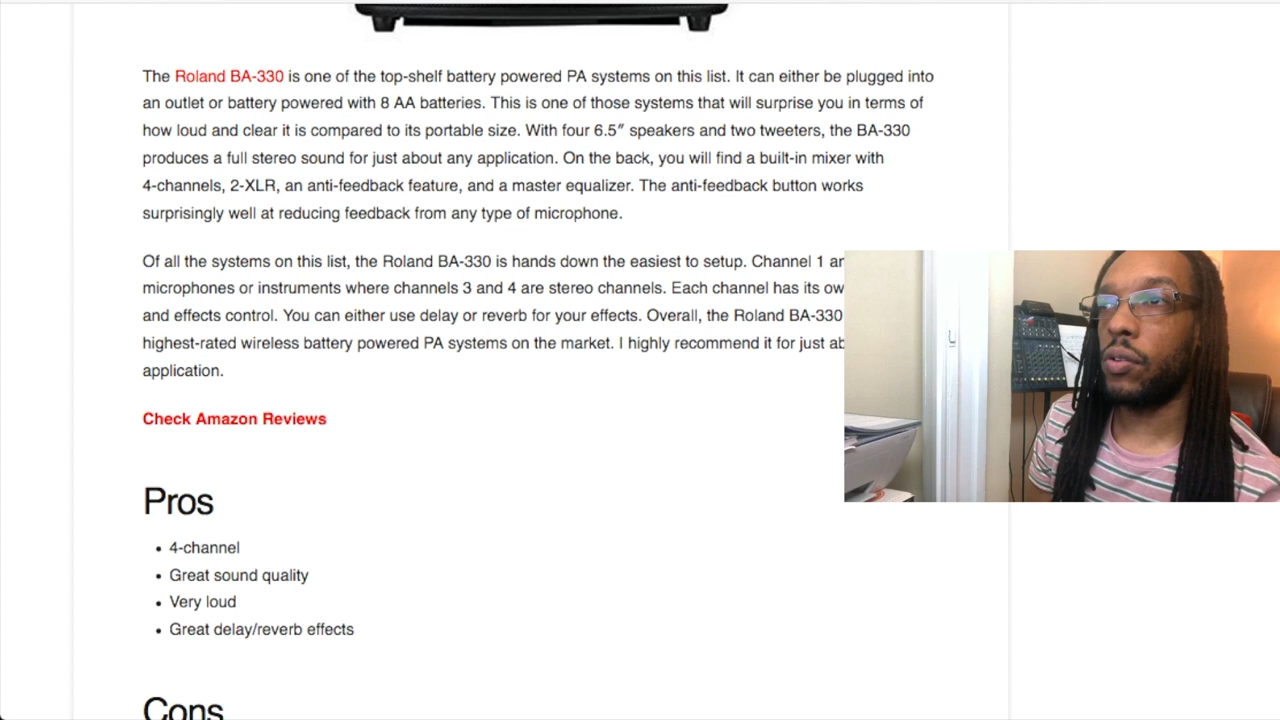 The Roland BA-330 is one of the top-shelf battery powered PA systems on this list. It can either be plugged into
an outlet or battery powered with 8 AA batteries. This is one of those systems that will surprise you in terms of
how loud and clear it is compared to its portable size. With four 6.5″ speakers and two tweeters, the BA-330
produces a full stereo sound for just about any application. On the back, you will find a built-in mixer with
4-channels, 2-XLR, an anti-feedback feature, and a master equalizer. The anti-feedback button works
surprisingly well at reducing feedback from any type of microphone.
Of all the systems on this list, the Roland BA-330 is hands down the easiest to setup. Channel 1
microphones or instruments where channels 3 and 4 are stereo channels. Each channel has its
and effects control. You can either use delay or reverb for your effects. Overall, the Roland BA-330
highest-rated wireless battery powered PA systems on the market. I highly recommend it for just
application.
Check Amazon Reviews
Pros
• 4-channel
• Great sound quality
• Very loud
• Great delay/reverb effects
Cons